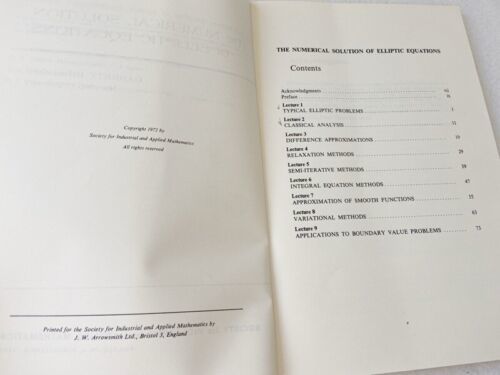 Copyright 1972 by
Society for Industrial and Applied Mathematics
All rights reserved
Printed for the Society for Industrial and Applied Mathematics by
J. W. Arrowsmith Ltd., Bristol 3, England
THE NUMERICAL SOLUTION OF ELLIPTIC EQUATIONS
Contents
Acknowledgments
Preface
Lecture 1
TYPICAL ELLIPTIC PROBLEMS 1
Lecture 2
CLASSICAL ANALYSIS 11
Lecture 3
DIFFERENCE APPROXIMATIONS
Lecture 4
RELAXATION METHODS 29
Lecture 5
SEMI-ITERATIVE METHODS
Lecture 6
INTEGRAL EQUATION METHODS 47
Lecture 7
APPROXIMATION OF SMOOTH FUNCTIONS
Lecture 8
VARIATIONAL METHODS 63
Lecture 9
APPLICATIONS TO BOUNDARY VALUE PROBLEMS 73